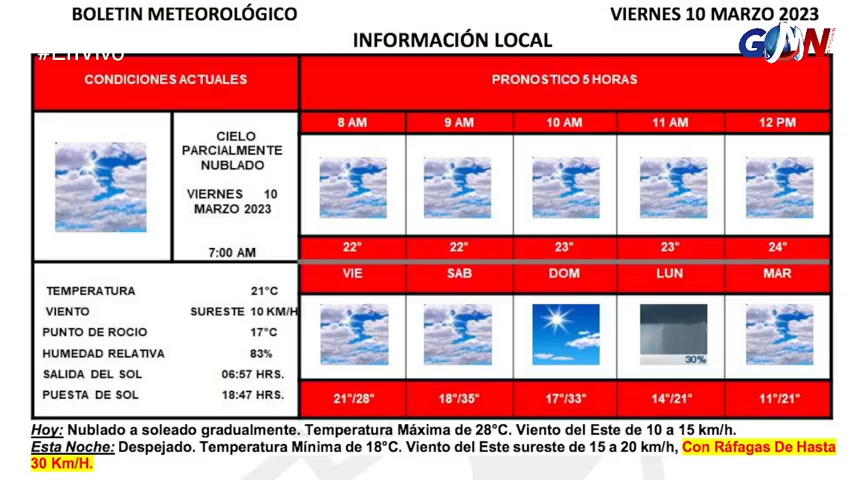 BOLETIN METEOROLÓGICO
VIERNES 10 MARZO 2023
INFORMACIÓN LOCAL
GNN
#EnVivo
CONDICIONES ACTUALES
PRONOSTICO 5 HORAS
8 AM 9 AM 10 AM 11 AM 12 PM
CIELO
PARCIALMENTE
NUBLADO
VIERNES 10
MARZO 2023
7:00 AM
22° 22° 23° 23° 24°
VIE SAB DOM LUN MAR
TEMPERATURA 21°C
VIENTO SURESTE 10 KM/H
PUNTO DE ROCIO 17°C
HUMEDAD RELATIVA 83%
SALIDA DEL SOL 06:57 HRS.
PUESTA DE SOL 18:47 HRS.
30%
21°/28° 18°/35° 17°/33° 14°/21° 11°/21°
Hoy: Nublado a soleado gradualmente. Temperatura Máxima de 28°C. Viento del Este de 10 a 15 km/h.
Esta Noche: Despejado. Temperatura Mínima de 18°C. Viento del Este sureste de 15 a 20 km/h, Con Ráfagas De Hasta
30 Km/H.